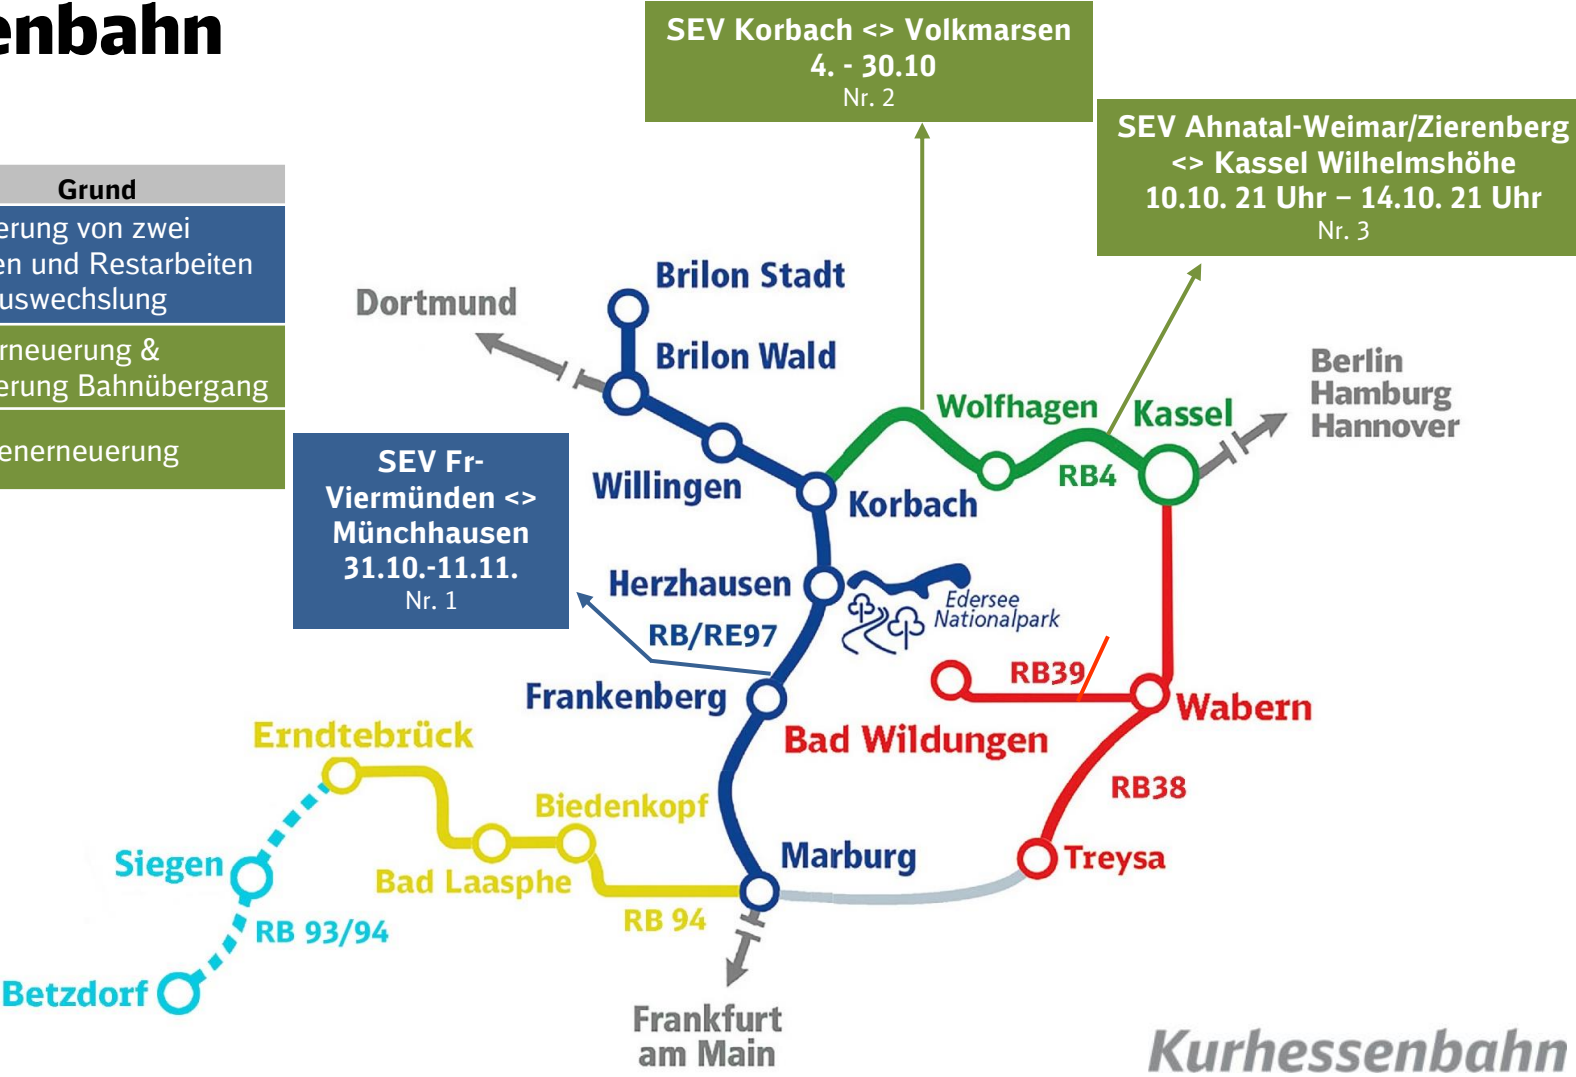 enbahn
SEV Korbach <> Volkmarsen
4. - 30.10
Nr. 2
SEV Ahnatal-Weimar/Zierenberg
<> Kassel Wilhelmshöhe
10.10. 21 Uhr – 14.10. 21 Uhr
Nr. 3
Grund
erung von zwei
en und Restarbeiten
uswechslung
rneuerung &
erung Bahnübergang
enerneuerung
Dortmund
Brilon Stadt
Brilon Wald
Berlin
Hamburg
Hannover
Wolfhagen
Kassel
RB4
SEV Fr-
Viermünden <>
Münchhausen
31.10.-11.11.
Nr. 1
Willingen
Korbach
Herzhausen
Edersee
Nationalpark
RB/RE97
RB39
Frankenberg
Wabern
Bad Wildungen
Erndtebrück
RB38
Biedenkopf
Marburg
Treysa
Siegen
Bad Laasphe
RB 94
RB 93/94
Betzdorf
Frankfurt
am Main
Kurhessenbahn